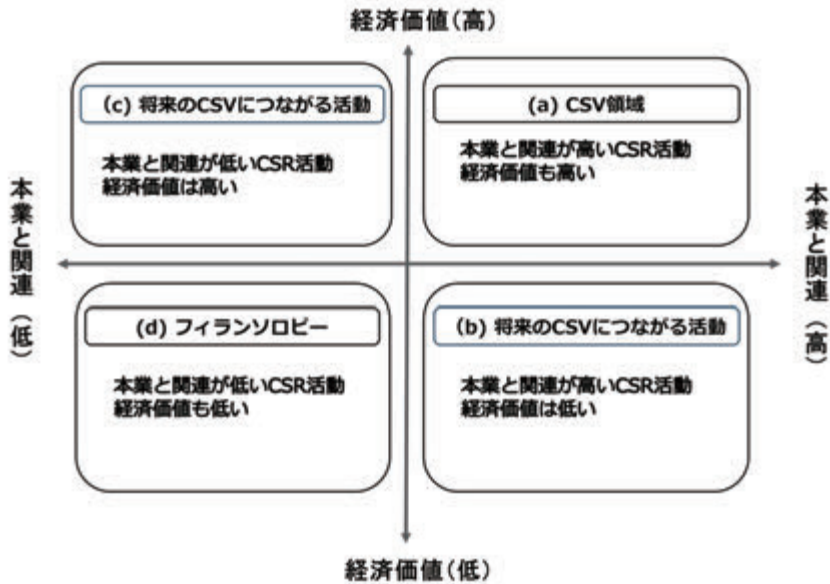 経済価値(高)
(c) 将来のCSVにつながる活動
本業と関連が低いCSR活動
経済価値は高い
(a) CSV領域
本業と関連が高いCSR活動
経済価値も高い
本業と関連(低)
本業と関連(高)
(d) フィランソロピー
本業と関連が低いCSR活動
経済価値も低い
(b) 将来のCSVにつながる活動
本業と関連が高いCSR活動
経済価値は低い
経済価値(低)